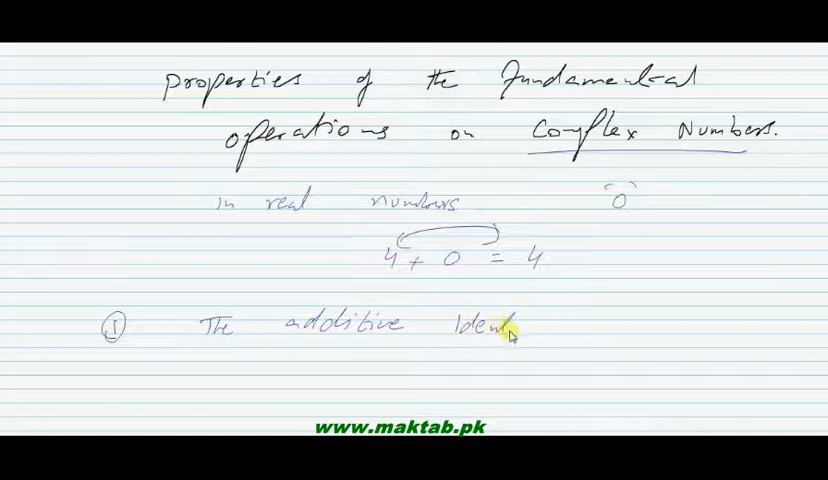 properties of the Fundamental
operations on Complex Numbers.
in real numbers "0"
4 + 0 = 4
① The additive Ident
www.maktab.pk